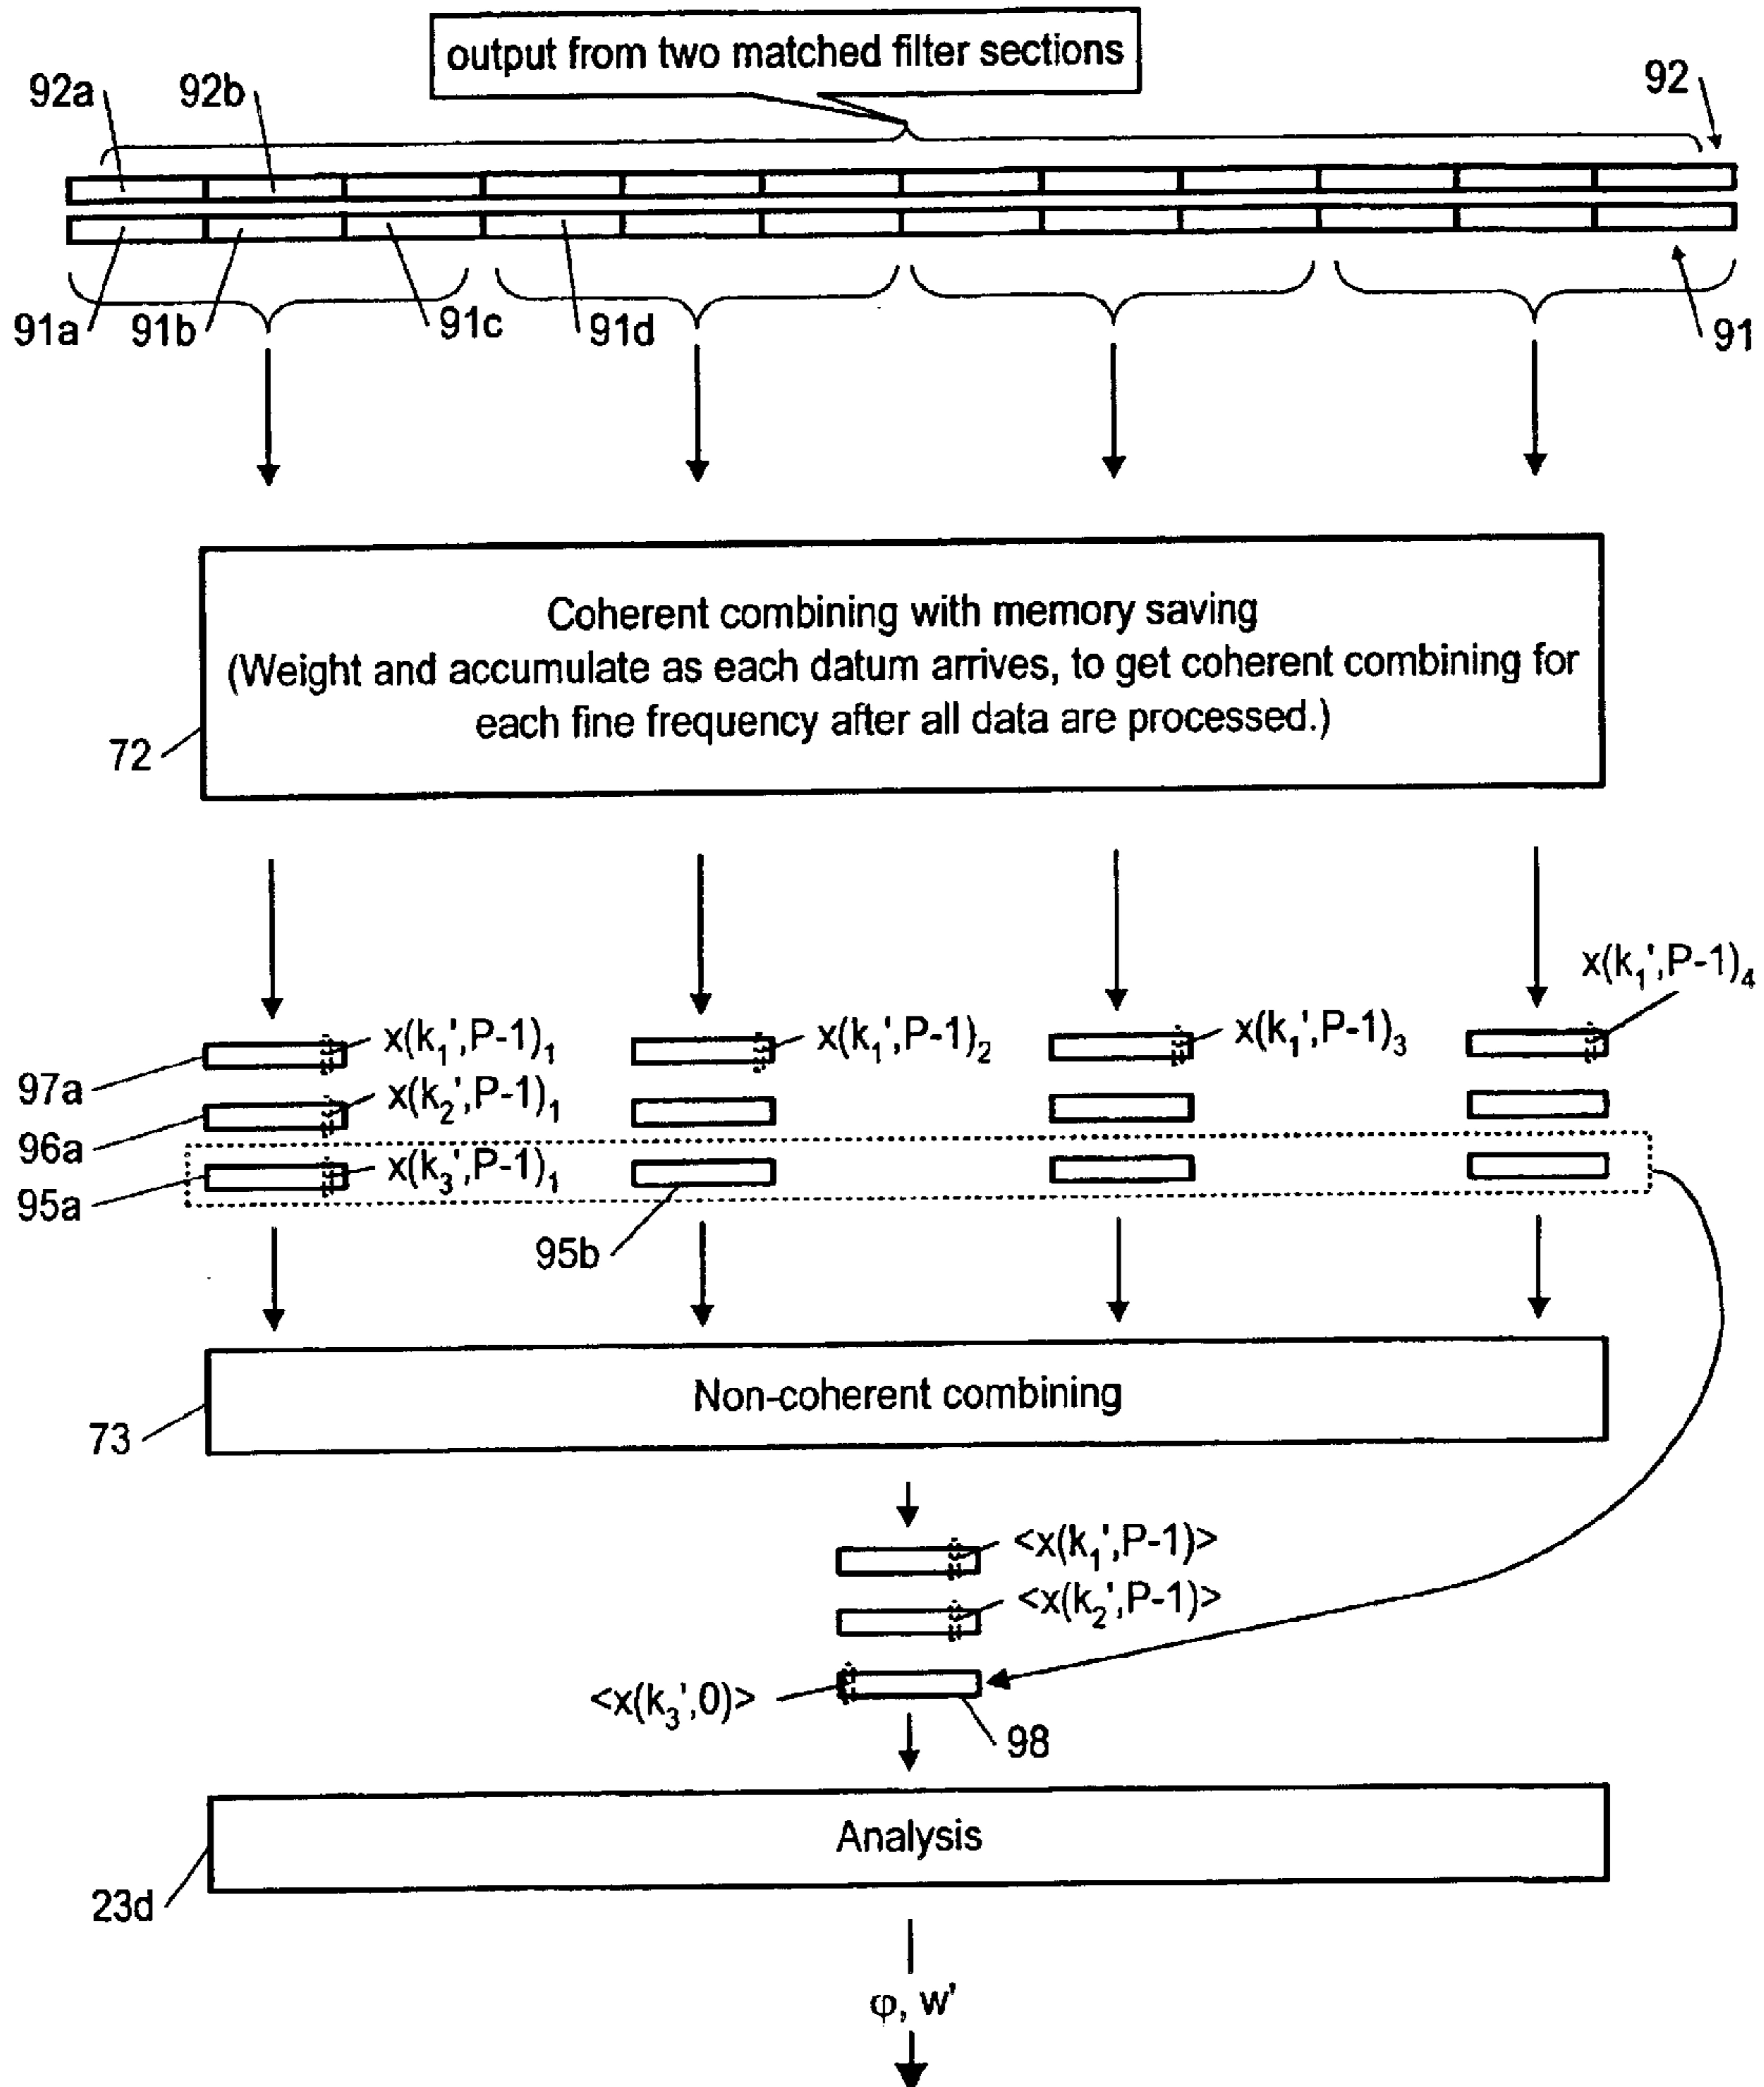 output from two matched filter sections
92a
92b
92
91a
91b
91c
91d
91
Coherent combining with memory saving
(Weight and accumulate as each datum arrives, to get coherent combining for
each fine frequency after all data are processed.)
72
x(k₁',P-1)₁
x(k₁',P-1)₂
x(k₁',P-1)₃
x(k₁',P-1)₄
97a
x(k₂',P-1)₁
96a
x(k₃',P-1)₁
95a
95b
Non-coherent combining
73
<x(k₁',P-1)>
<x(k₂',P-1)>
<x(k₃',0)>
98
Analysis
23d
φ, w'